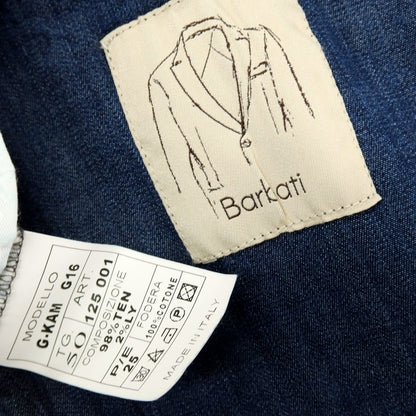 Barkati
MODELLO
G-KAM G16
TG. ART.
50 125 001
COMPOSIZIONE
98% TEN
2% ELY
P/E FODERA
25 100% COTONE
MADE IN ITALY